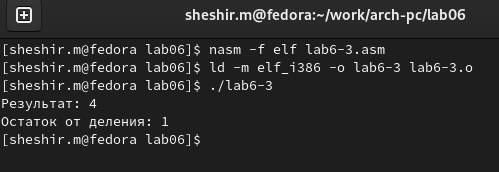 sheshir.m@fedora:~/work/arch-pc/lab06
[sheshir.m@fedora lab06]$ nasm -f elf lab6-3.asm
[sheshir.m@fedora lab06]$ ld -m elf_i386 -o lab6-3 lab6-3.o
[sheshir.m@fedora lab06]$ ./lab6-3
Результат: 4
Остаток от деления: 1
[sheshir.m@fedora lab06]$